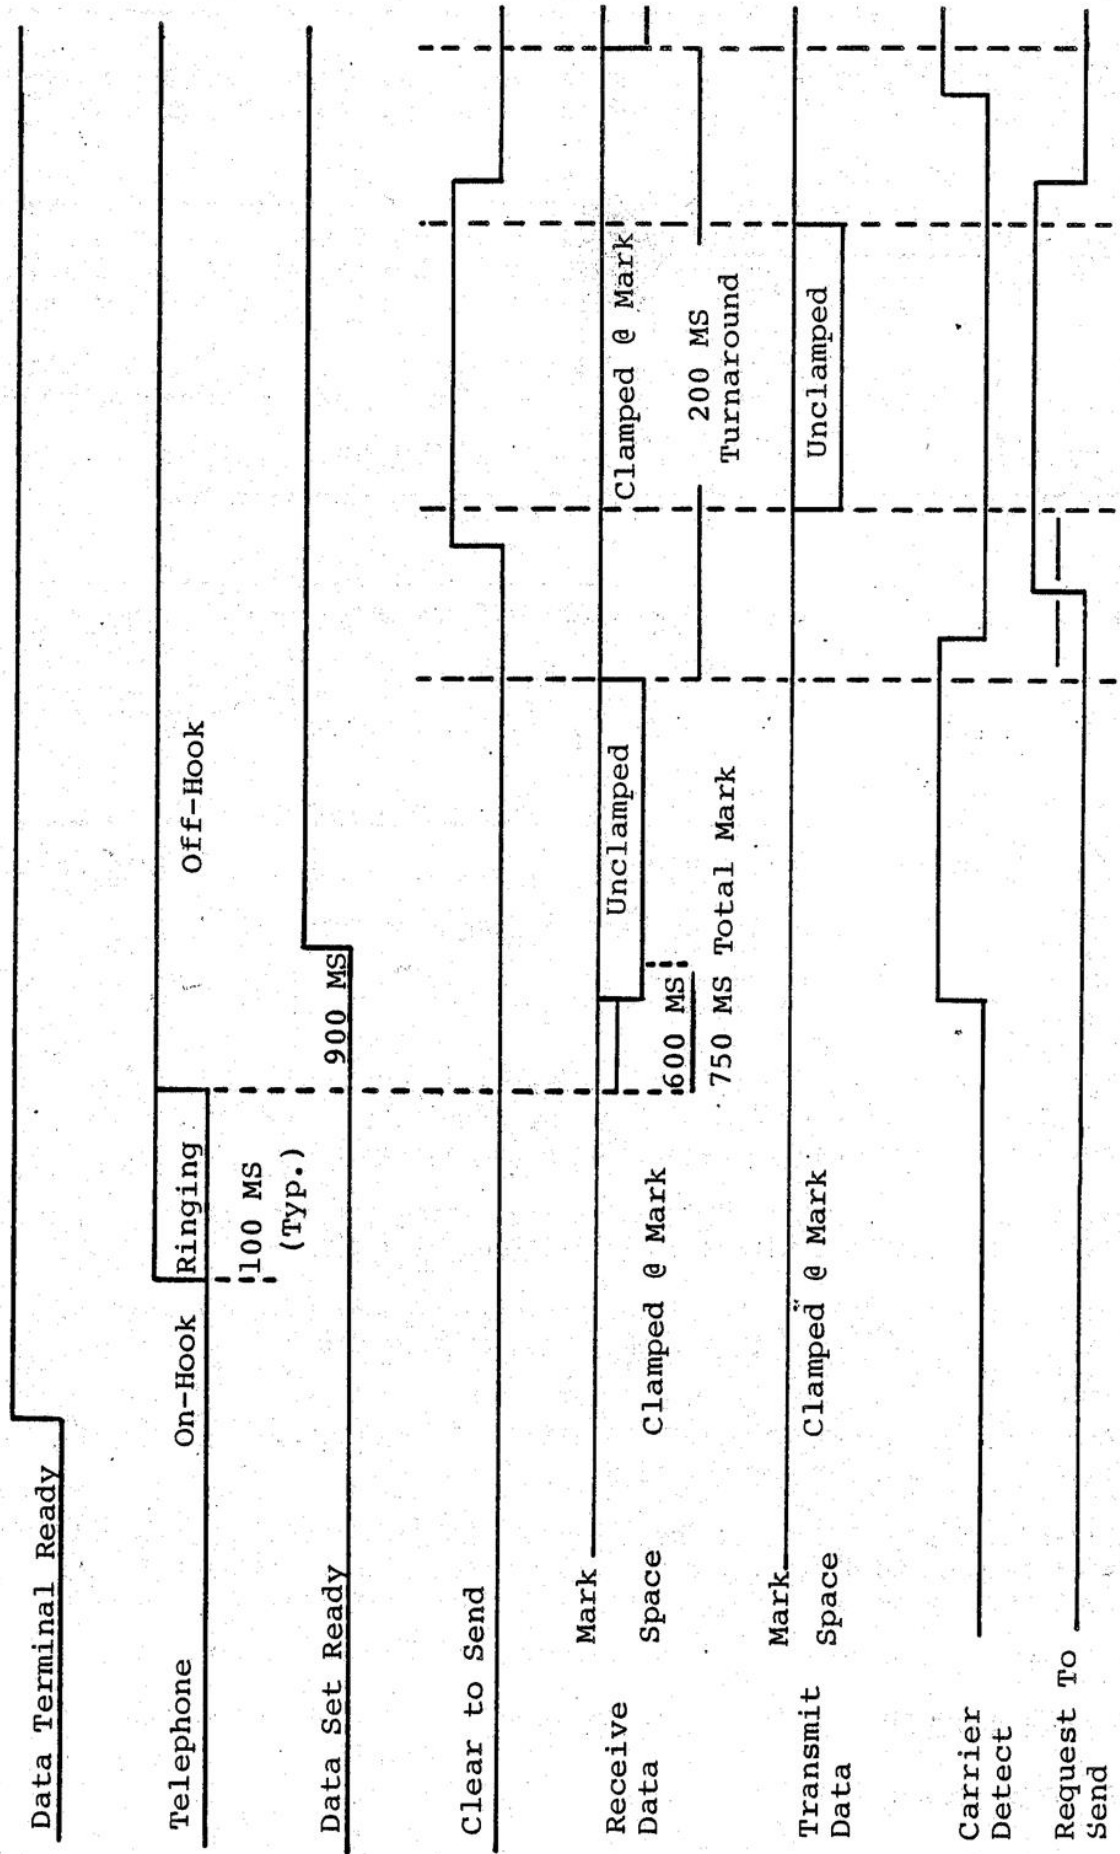 Data Terminal Ready
Telephone
On-Hook
Ringing
Off-Hook
100 MS
(Typ.)
Data Set Ready
900 MS
Clear to Send
Receive
Data
Mark
Space
Clamped @ Mark
600 MS
750 MS Total Mark
Unclamped
Clamped @ Mark
200 MS
Turnaround
Transmit
Data
Mark
Space
Clamped @ Mark
Unclamped
Carrier
Detect
Request To
Send